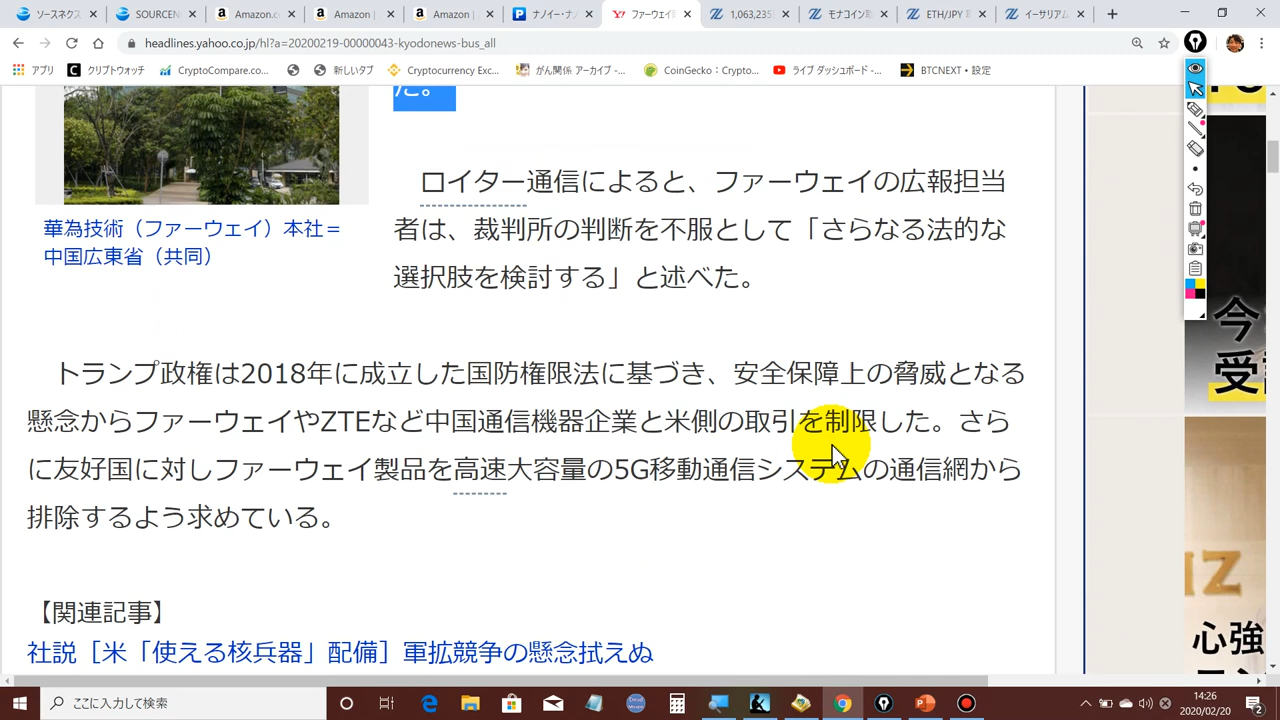 ソースネクス
SOURCENE
Amazon.c
Amazon |
Amazon |
ナノイー・ナノ
ファーウェイ
1,063,235
モナコイン取
ETH/JPY
イーサリアム
headlines.yahoo.co.jp/hl?a=20200219-00000043-kyodonews-bus_all
アプリ
クリプトウォッチ
CryptoCompare.co...
新しいタブ
Cryptocurrency Exc...
がん関係 アーカイブ -...
CoinGecko：Crypto...
ライブ ダッシュボード -...
BTCNEXT・設定
た。
ロイター通信によると、ファーウェイの広報担当
者は、裁判所の判断を不服として「さらなる法的な
選択肢を検討する」と述べた。
華為技術（ファーウェイ）本社＝
中国広東省（共同）
トランプ政権は2018年に成立した国防権限法に基づき、安全保障上の脅威となる
懸念からファーウェイやZTEなど中国通信機器企業と米側の取引を制限した。さら
に友好国に対しファーウェイ製品を高速大容量の5G移動通信システムの通信網から
排除するよう求めている。
【関連記事】
社説［米「使える核兵器」配備］軍拡競争の懸念拭えぬ
今
受
心強
ここに入力して検索
14:26
2020/02/20
2